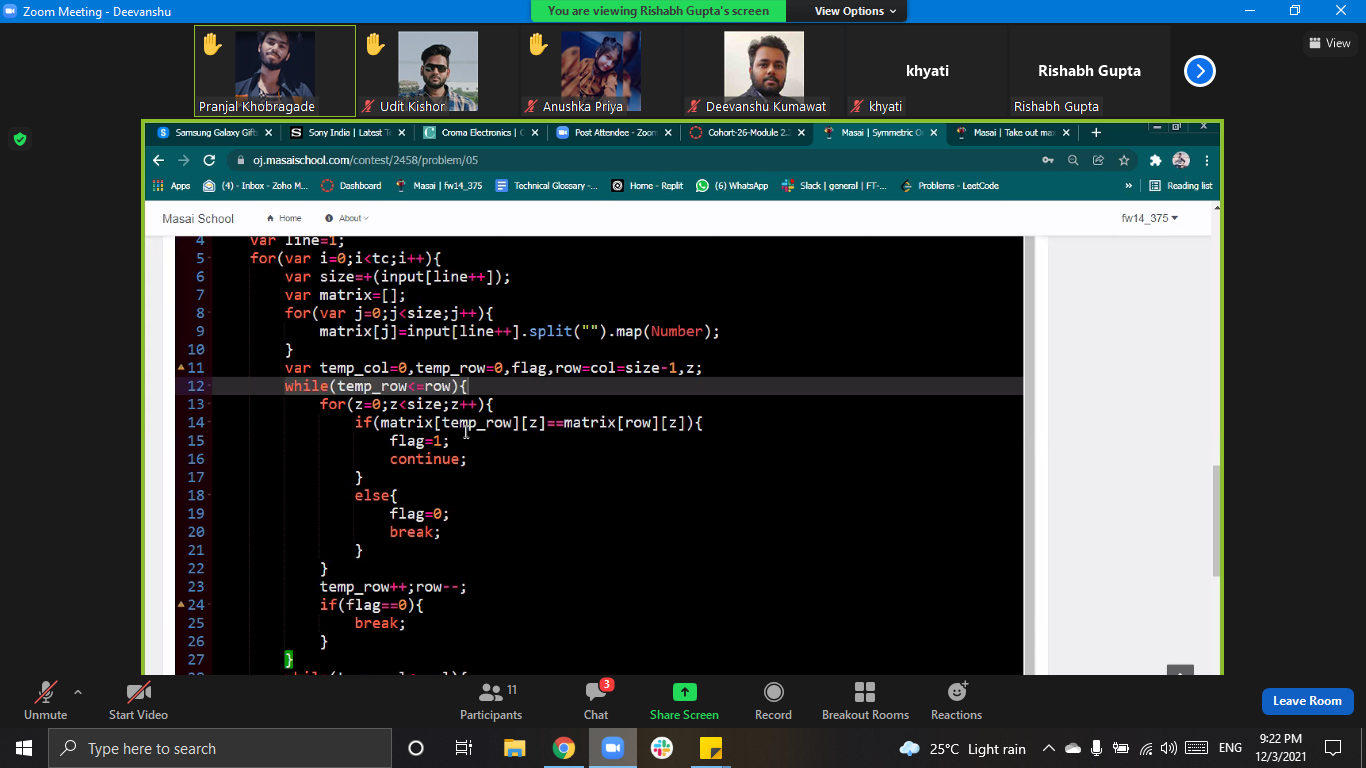 Zoom Meeting - Deevanshu
You are viewing Rishabh Gupta's screen
View Options
View
Pranjal Khobragade
Udit Kishor
Anushka Priya
Deevanshu Kumawat
khyati
khyati
Rishabh Gupta
Rishabh Gupta
Samsung Galaxy Gift
Sony India | Latest T
Croma Electronics |
Post Attendee - Zoom
Cohort-26-Module 2.
Masai | Symmetric O
Masai | Take out ma
oj.masaischool.com/contest/2458/problem/05
Apps
(4) - Inbox - Zoho M...
Dashboard
Masai | fw14_375
Technical Glossary -...
Home - Replit
(6) WhatsApp
Slack | general | FT-...
Problems - LeetCode
»
Reading list
Masai School
Home
About
fw14_375
4 var line=1;
5 for(var i=0;i<tc;i++){
6 var size=+(input[line++]);
7 var matrix=[];
8 for(var j=0;j<size;j++){
9 matrix[j]=input[line++].split("").map(Number);
10 }
11 var temp_col=0,temp_row=0,flag,row=col=size-1,z;
12 while(temp_row<=row){
13 for(z=0;z<size;z++){
14 if(matrix[temp_row][z]==matrix[row][z]){
15 flag=1;
16 continue;
17 }
18 else{
19 flag=0;
20 break;
21 }
22 }
23 temp_row++;row--;
24 if(flag==0){
25 break;
26 }
27 }
Unmute
Start Video
Participants
11
Chat
3
Share Screen
Record
Breakout Rooms
Reactions
Leave Room
Type here to search
25°C Light rain
ENG
9:22 PM
12/3/2021